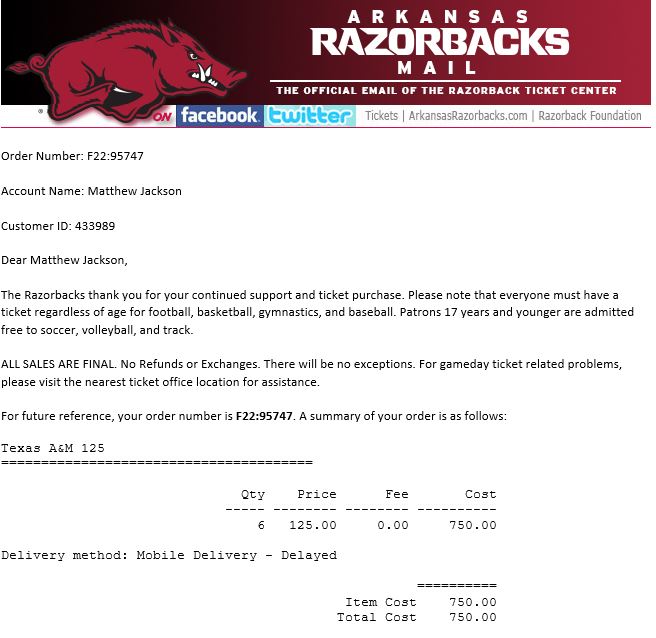 ARKANSAS
RAZORBACKS
MAIL
THE OFFICIAL EMAIL OF THE RAZORBACK TICKET CENTER
® ON facebook twitter Tickets | ArkansasRazorbacks.com | Razorback Foundation
Order Number: F22:95747
Account Name: Matthew Jackson
Customer ID: 433989
Dear Matthew Jackson,
The Razorbacks thank you for your continued support and ticket purchase. Please note that everyone must have a
ticket regardless of age for football, basketball, gymnastics, and baseball. Patrons 17 years and younger are admitted
free to soccer, volleyball, and track.
ALL SALES ARE FINAL. No Refunds or Exchanges. There will be no exceptions. For gameday ticket related problems,
please visit the nearest ticket office location for assistance.
For future reference, your order number is F22:95747. A summary of your order is as follows:
Texas A&M 125
=======================================
Qty Price Fee Cost
----- -------- -------- ----------
6 125.00 0.00 750.00
Delivery method: Mobile Delivery - Delayed
==========
Item Cost 750.00
Total Cost 750.00